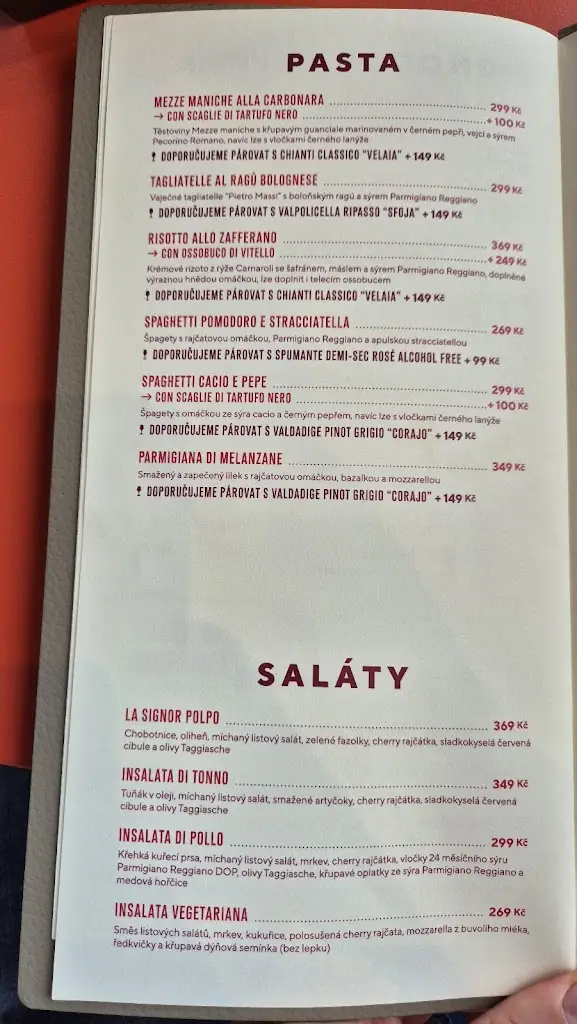 PASTA
MEZZE MANICHE ALLA CARBONARA ........ 299 Kč
→ CON SCAGLIE DI TARTUFO NERO ........ + 100 Kč
Těstoviny Mezze maniche s křupavým guanciale marinovaném v černém pepři, vejci a sýrem
Pecorino Romano, navíc lze s vločkami černého lanýže
DOPORUČUJEME PÁROVAT S CHIANTI CLASSICO "VELAIA" + 149 Kč
TAGLIATELLE AL RAGÙ BOLOGNESE ........ 299 Kč
Vaječné tagliatelle "Pietro Massi" s boloňským ragú a sýrem Parmigiano Reggiano
DOPORUČUJEME PÁROVAT S VALPOLICELLA RIPASSO "SFOJA" + 149 Kč
RISOTTO ALLO ZAFFERANO ........ 369 Kč
→ CON OSSOBUCO DI VITELLO ........ + 249 Kč
Krémové rizoto z rýže Carnaroli se šafránem, máslem a sýrem Parmigiano Reggiano, doplněné
výraznou hnědou omáčkou, lze doplnit i telecím ossobucem
DOPORUČUJEME PÁROVAT S CHIANTI CLASSICO "VELAIA" + 149 Kč
SPAGHETTI POMODORO E STRACCIATELLA ........ 269 Kč
Špagety s rajčatovou omáčkou, Parmigiano Reggiano a apulskou stracciatellou
DOPORUČUJEME PÁROVAT S SPUMANTE DEMI-SEC ROSÉ ALCOHOL FREE + 99 Kč
SPAGHETTI CACIO E PEPE ........ 299 Kč
→ CON SCAGLIE DI TARTUFO NERO ........ + 100 Kč
Špagety s omáčkou ze sýra cacio a černým pepřem, navíc lze s vločkami černého lanýže
DOPORUČUJEME PÁROVAT S VALDADIGE PINOT GRIGIO "CORAJO" + 149 Kč
PARMIGIANA DI MELANZANE ........ 349 Kč
Smažený a zapečený lilek s rajčatovou omáčkou, bazalkou a mozzarellou
DOPORUČUJEME PÁROVAT S VALDADIGE PINOT GRIGIO "CORAJO" + 149 Kč
SALÁTY
LA SIGNOR POLPO ........ 369 Kč
Chobotnice, oliheň, míchaný listový salát, zelené fazolky, cherry rajčátka, sladkokyselá červená
cibule a olivy Taggiasche
INSALATA DI TONNO ........ 349 Kč
Tuňák v oleji, míchaný listový salát, smažené artyčoky, cherry rajčátka, sladkokyselá červená
cibule a olivy Taggiasche
INSALATA DI POLLO ........ 299 Kč
Křehká kuřecí prsa, míchaný listový salát, mrkev, cherry rajčátka, vločky 24 měsíčního sýru
Parmigiano Reggiano DOP, olivy Taggiasche, křupavé oplatky ze sýra Parmigiano Reggiano a
medová hořčice
INSALATA VEGETARIANA ........ 269 Kč
Směs listových salátů, mrkev, kukuřice, polosušená cherry rajčata, mozzarella z buvolího mléka,
ředkvičky a křupavá dýňová semínka (bez lepku)